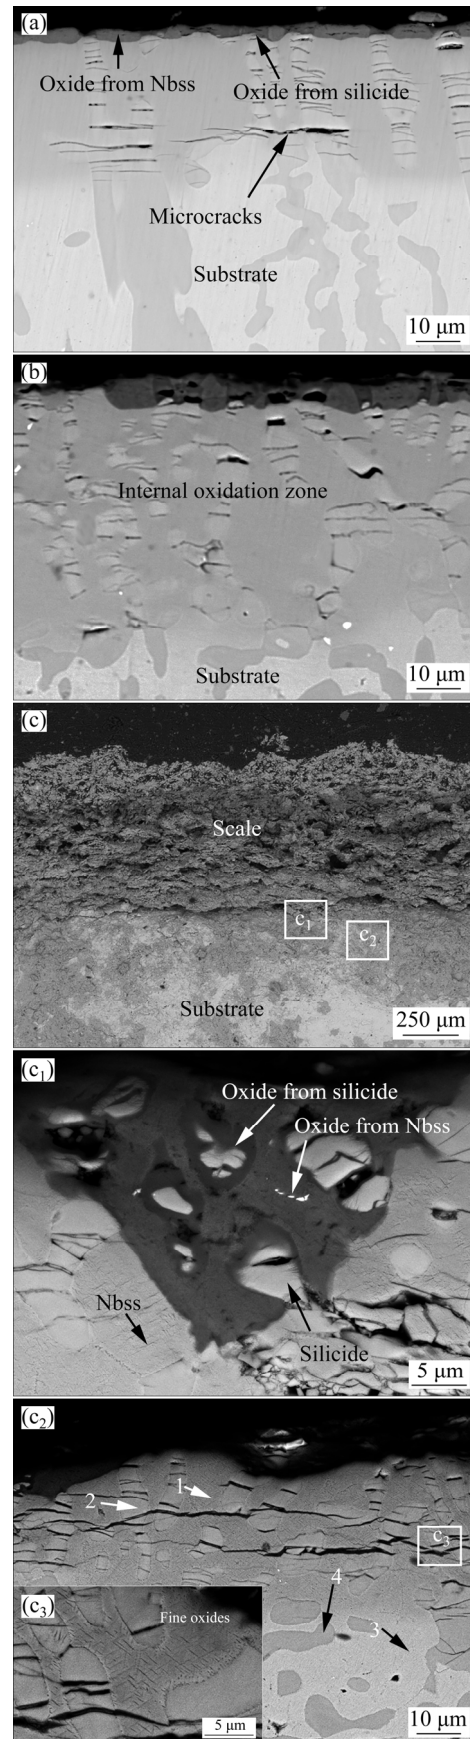 (a)
Oxide from Nbss
Oxide from silicide
Microcracks
Substrate
10 μm
(b)
Internal oxidation zone
Substrate
10 μm
(c)
Scale
c1
c2
Substrate
250 μm
(c1)
Oxide from silicide
Oxide from Nbss
Nbss
Silicide
5 μm
(c2)
1
2
c3
4
(c3)
Fine oxides
3
5 μm
10 μm